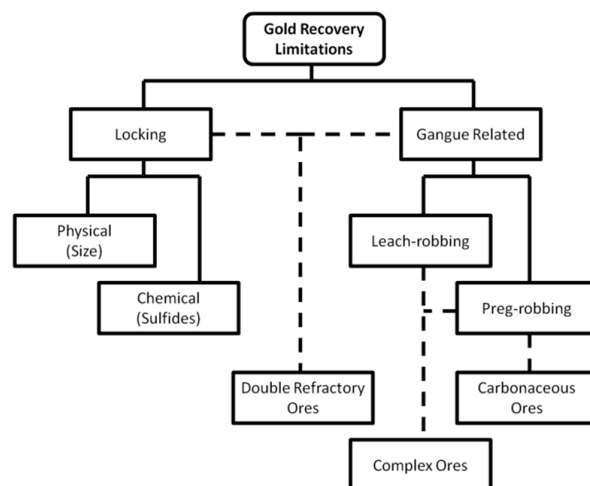 Gold Recovery
Limitations
Locking
Gangue Related
Physical
(Size)
Leach-robbing
Chemical
(Sulfides)
Preg-robbing
Double Refractory
Ores
Carbonaceous
Ores
Complex Ores